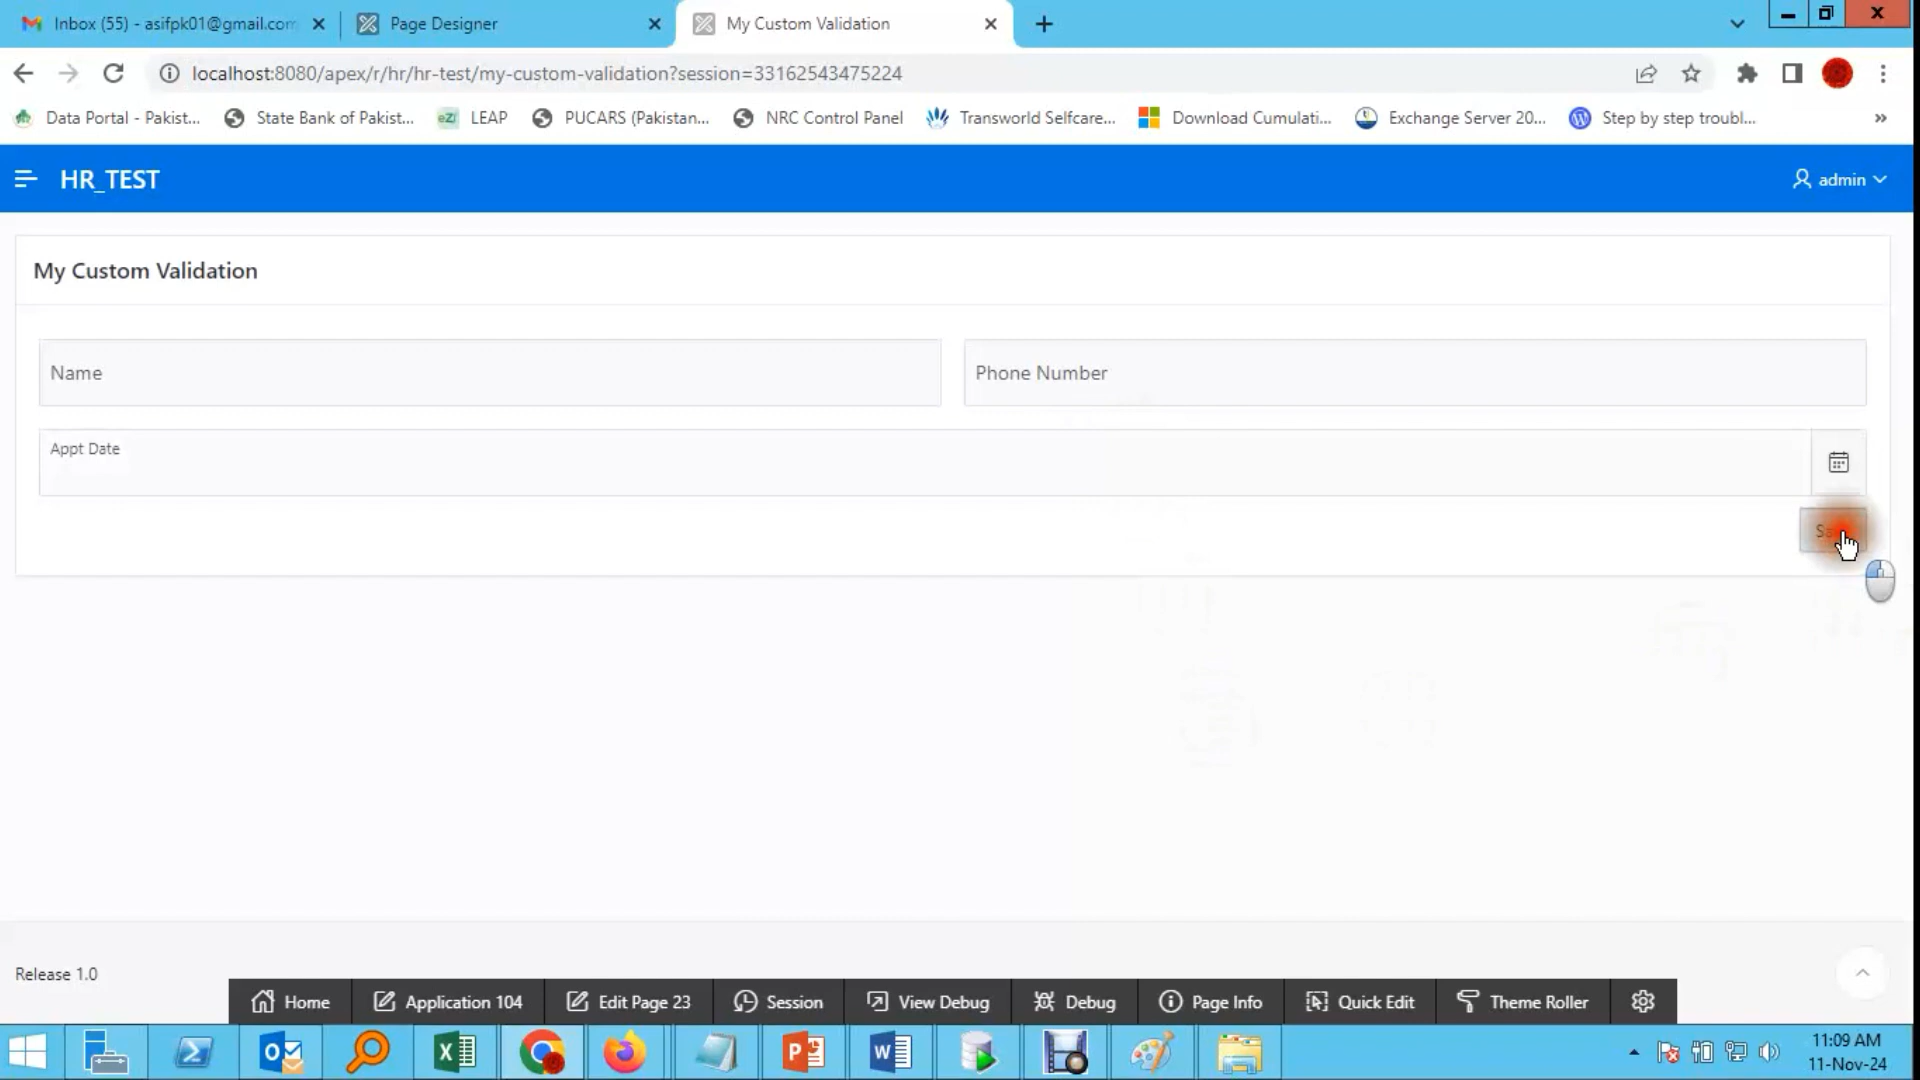 Inbox (55) - asifpk01@gmail.com
Page Designer
My Custom Validation
localhost:8080/apex/r/hr/hr-test/my-custom-validation?session=33162543475224
Data Portal - Pakist...
State Bank of Pakist...
eZ LEAP
PUCARS (Pakistan...
NRC Control Panel
Transworld Selfcare...
Download Cumulati...
Exchange Server 20...
Step by step troubl...
»
HR_TEST
admin
My Custom Validation
Name
Phone Number
Appt Date
Release 1.0
Home
Application 104
Edit Page 23
Session
View Debug
Debug
Page Info
Quick Edit
Theme Roller
11:09 AM
11-Nov-24